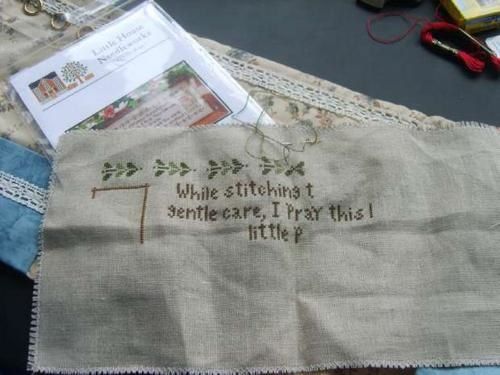 Little House
Needleworks
While stitching t
gentle care, I pray this l
little p